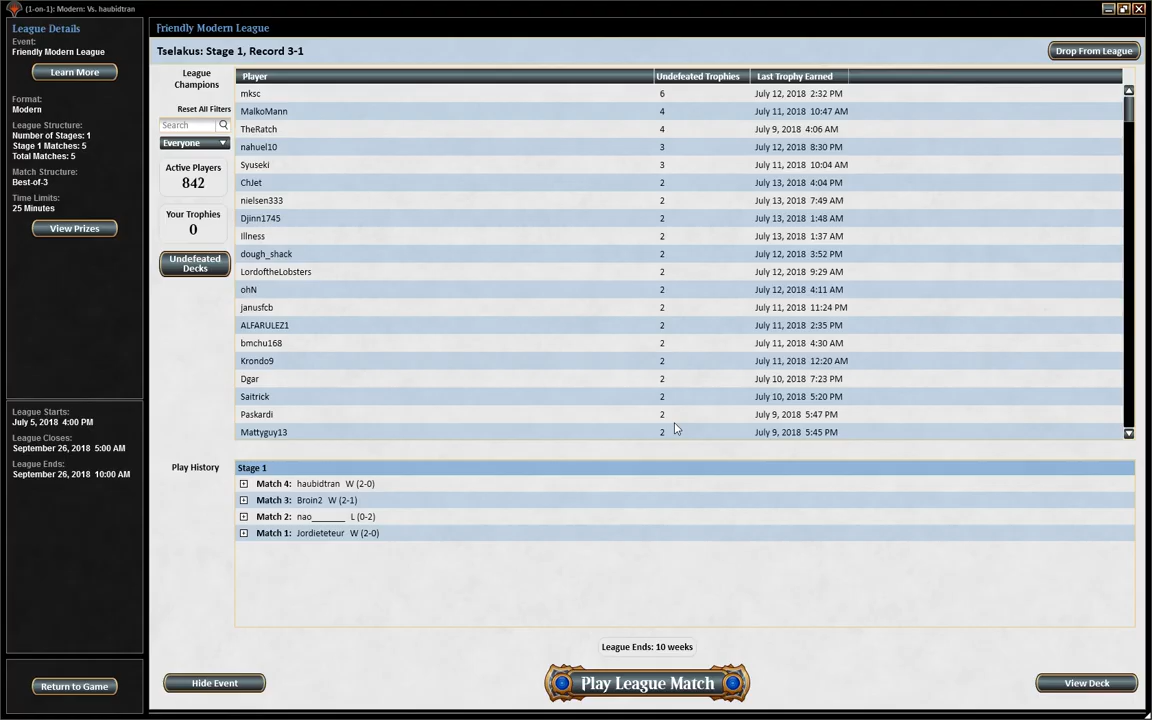 (1-on-1): Modern: Vs. haubidtran
League Details
Event:
Friendly Modern League
Learn More
Format:
Modern
League Structure:
Number of Stages: 1
Stage 1 Matches: 5
Total Matches: 5
Match Structure:
Best-of-3
Time Limits:
25 Minutes
View Prizes
League Starts:
July 5, 2018 4:00 PM
League Closes:
September 26, 2018 5:00 AM
League Ends:
September 26, 2018 10:00 AM
Return to Game
Friendly Modern League
Tselakus: Stage 1, Record 3-1
Drop From League
League
Champions
Reset All Filters
Search
Everyone
Active Players
842
Your Trophies
0
Undefeated
Decks
Player Undefeated Trophies Last Trophy Earned
mksc 6 July 12, 2018 2:32 PM
MalkoMann 4 July 11, 2018 10:47 AM
TheRatch 4 July 9, 2018 4:06 AM
nahuel10 3 July 12, 2018 8:30 PM
Syuseki 3 July 11, 2018 10:04 AM
ChJet 2 July 13, 2018 4:04 PM
nielsen333 2 July 13, 2018 7:49 AM
Djinn1745 2 July 13, 2018 1:48 AM
Illness 2 July 13, 2018 1:37 AM
dough_shack 2 July 12, 2018 3:52 PM
LordoftheLobsters 2 July 12, 2018 9:29 AM
ohN 2 July 12, 2018 4:11 AM
janusfcb 2 July 11, 2018 11:24 PM
ALFARULEZ1 2 July 11, 2018 2:35 PM
bmchu168 2 July 11, 2018 4:30 AM
Krondo9 2 July 11, 2018 12:20 AM
Dgar 2 July 10, 2018 7:23 PM
Saitrick 2 July 10, 2018 5:20 PM
Paskardi 2 July 9, 2018 5:47 PM
Mattyguy13 2 July 9, 2018 5:45 PM
Play History
Stage 1
Match 4: haubidtran W (2-0)
Match 3: Broin2 W (2-1)
Match 2: nao_______ L (0-2)
Match 1: Jordieteteur W (2-0)
League Ends: 10 weeks
Hide Event
Play League Match
View Deck